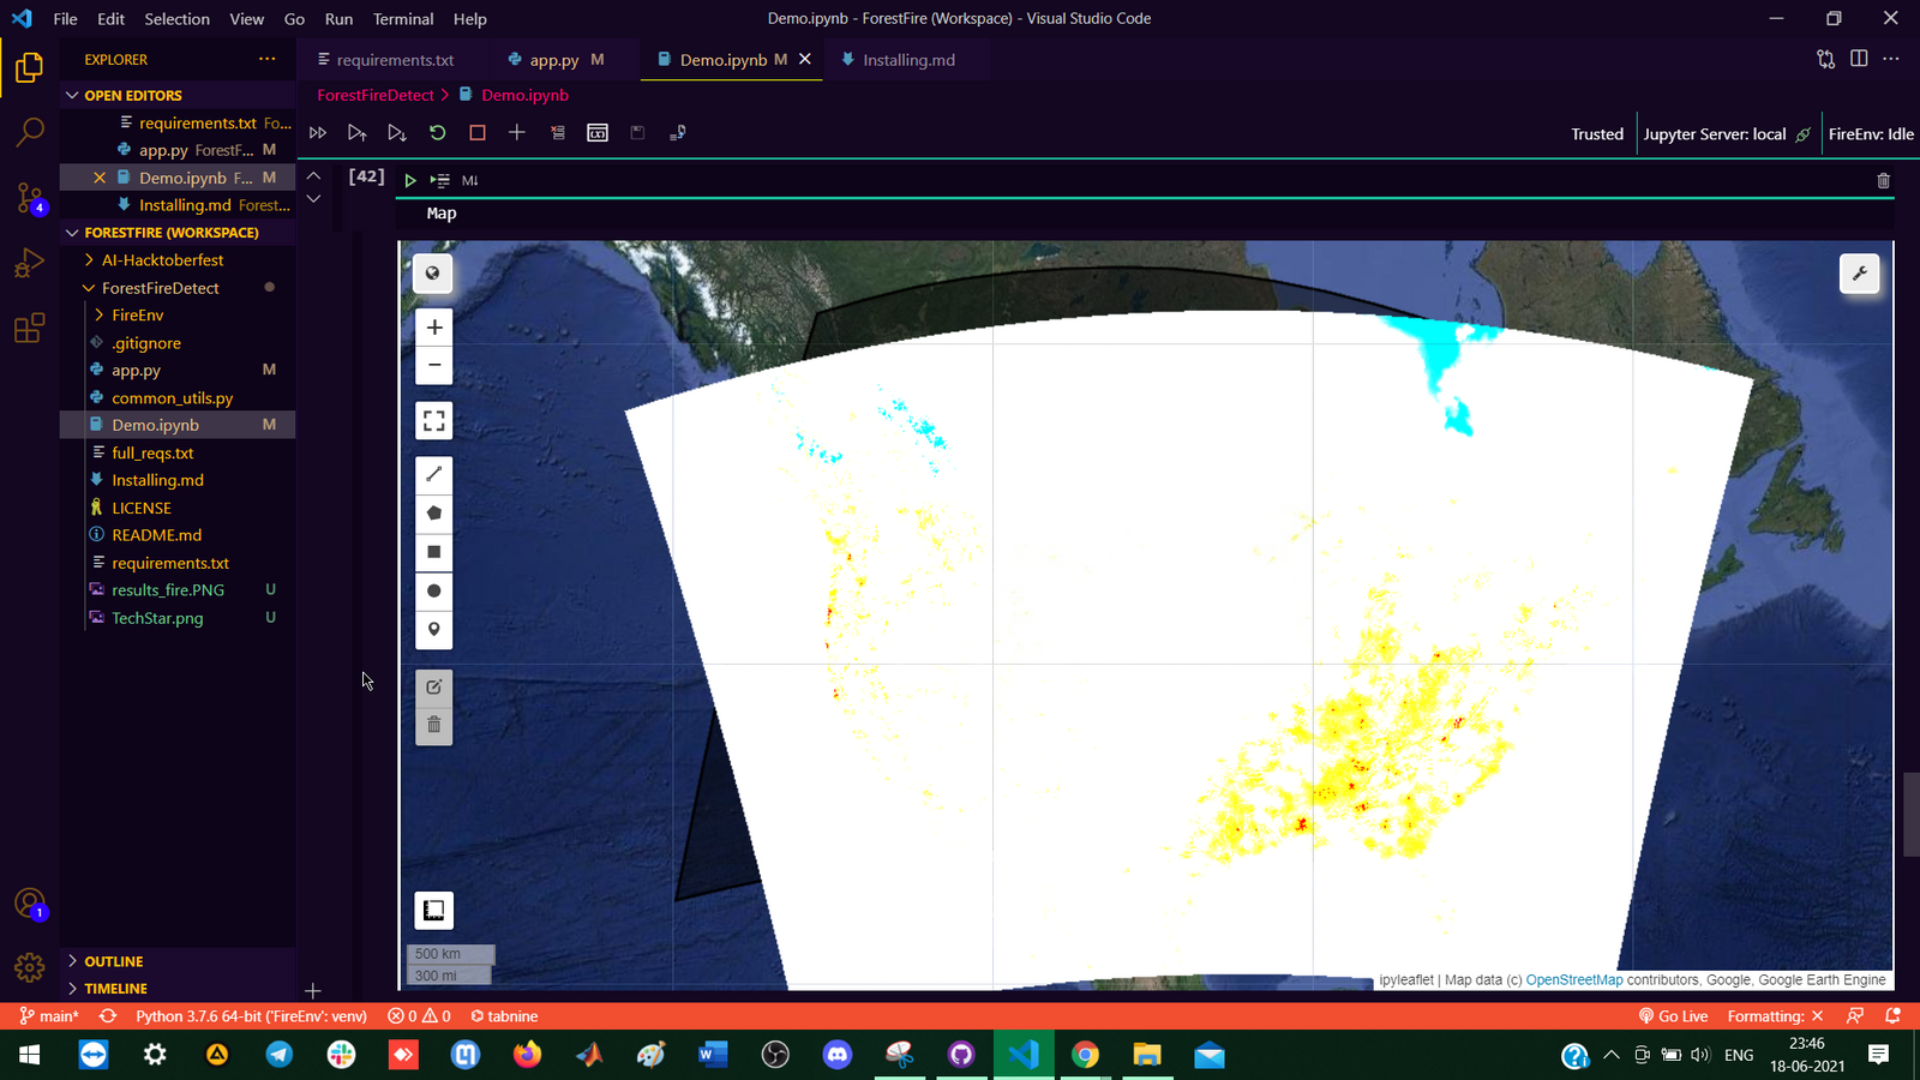 File Edit Selection View Go Run Terminal Help
Demo.ipynb - ForestFire (Workspace) - Visual Studio Code
EXPLORER
requirements.txt
app.py M
Demo.ipynb M
Installing.md
OPEN EDITORS
ForestFireDetect > Demo.ipynb
requirements.txt Fo...
app.py ForestF... M
Demo.ipynb F... M
Installing.md Forest...
Trusted
Jupyter Server: local
FireEnv: Idle
[42]
M↓
Map
FORESTFIRE (WORKSPACE)
AI-Hacktoberfest
ForestFireDetect
FireEnv
.gitignore
app.py M
common_utils.py
Demo.ipynb M
full_reqs.txt
Installing.md
LICENSE
README.md
requirements.txt
results_fire.PNG U
TechStar.png U
OUTLINE
TIMELINE
4
1
500 km
300 mi
ipyleaflet | Map data (c) OpenStreetMap contributors, Google, Google Earth Engine
main*
Python 3.7.6 64-bit ('FireEnv': venv)
0 0
tabnine
Go Live
Formatting: ×
ENG
23:46
18-06-2021